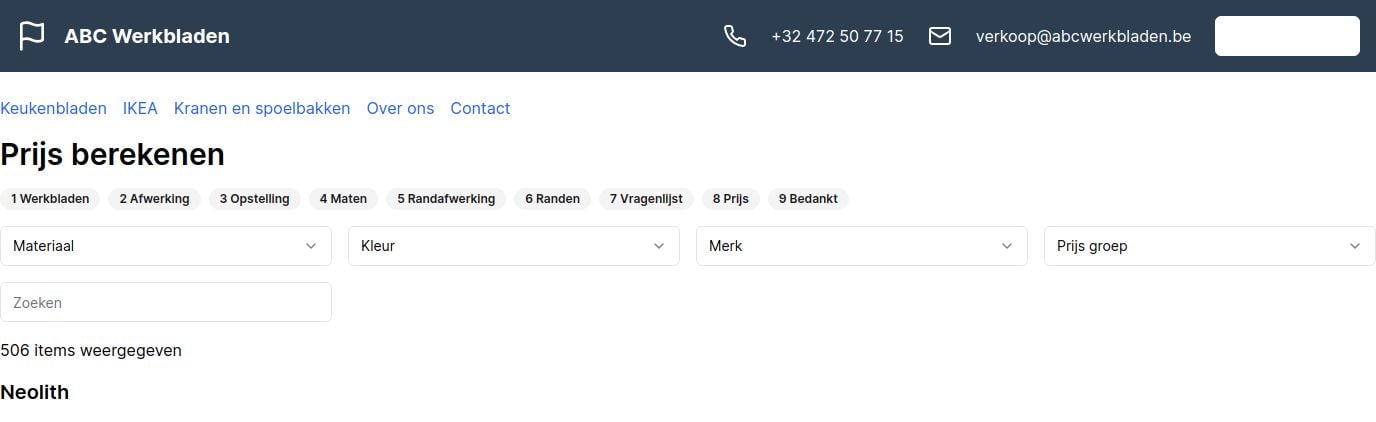 ABC Werkbladen +32 472 50 77 15 verkoop@abcwerkbladen.be
Keukenbladen IKEA Kranen en spoelbakken Over ons Contact
Prijs berekenen
1 Werkbladen 2 Afwerking 3 Opstelling 4 Maten 5 Randafwerking 6 Randen 7 Vragenlijst 8 Prijs 9 Bedankt
Materiaal Kleur Merk Prijs groep
Zoeken
506 items weergegeven
Neolith